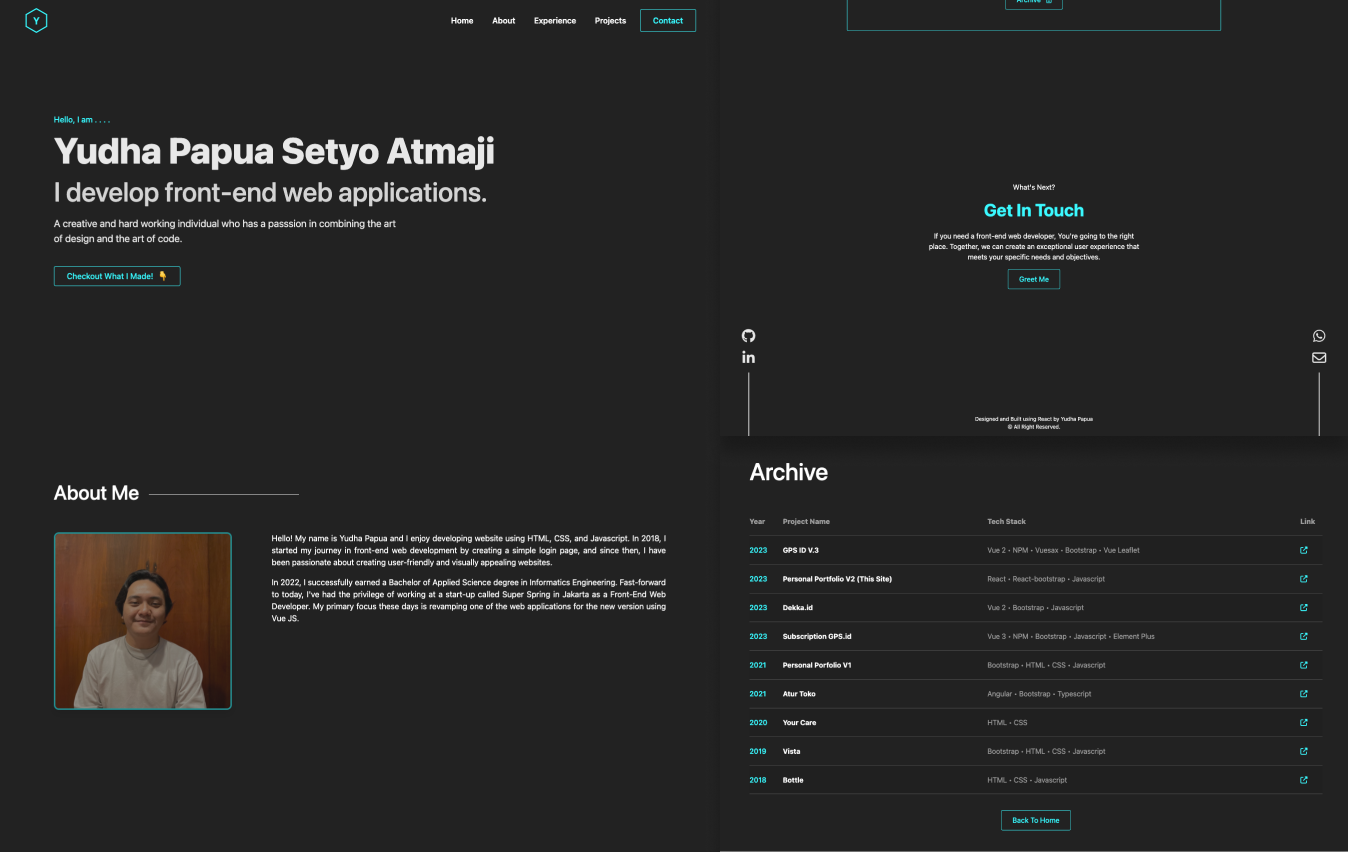 Y
Home
About
Experience
Projects
Contact
Hello, I am . . . .
Yudha Papua Setyo Atmaji
I develop front-end web applications.
A creative and hard working individual who has a passsion in combining the art
of design and the art of code.
Checkout What I Made! 👇
About Me
Hello! My name is Yudha Papua and I enjoy developing website using HTML, CSS, and Javascript. In 2018, I
started my journey in front-end web development by creating a simple login page, and since then, I have
been passionate about creating user-friendly and visually appealing websites.
In 2022, I successfully earned a Bachelor of Applied Science degree in Informatics Engineering. Fast-forward
to today, I've had the privilege of working at a start-up called Super Spring in Jakarta as a Front-End Web
Developer. My primary focus these days is revamping one of the web applications for the new version using
Vue JS.
Archive
What's Next?
Get In Touch
If you need a front-end web developer, You're going to the right
place. Together, we can create an exceptional user experience that
meets your specific needs and objectives.
Greet Me
in
Designed and Built using React by Yudha Papua
© All Right Reserved.
Archive
Year Project Name Tech Stack Link
2023 GPS ID V.3 Vue 2 • NPM • Vuesax • Bootstrap • Vue Leaflet
2023 Personal Portfolio V2 (This Site) React • React-bootstrap • Javascript
2023 Dekka.id Vue 2 • Bootstrap • Javascript
2023 Subscription GPS.id Vue 3 • NPM • Bootstrap • Javascript • Element Plus
2021 Personal Porfolio V1 Bootstrap • HTML • CSS • Javascript
2021 Atur Toko Angular • Bootstrap • Typescript
2020 Your Care HTML • CSS
2019 Vista Bootstrap • HTML • CSS • Javascript
2018 Bottle HTML • CSS • Javascript
Back To Home